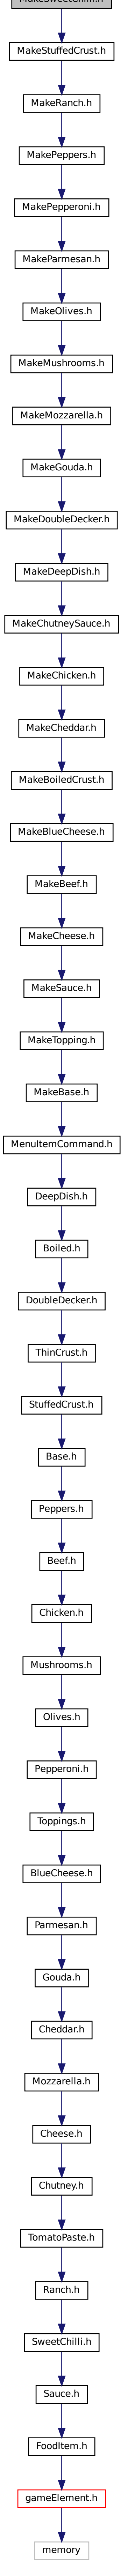 MakeStuffedCrust.h
MakeRanch.h
MakePeppers.h
MakePepperoni.h
MakeParmesan.h
MakeOlives.h
MakeMushrooms.h
MakeMozzarella.h
MakeGouda.h
MakeDoubleDecker.h
MakeDeepDish.h
MakeChutneySauce.h
MakeChicken.h
MakeCheddar.h
MakeBoiledCrust.h
MakeBlueCheese.h
MakeBeef.h
MakeCheese.h
MakeSauce.h
MakeTopping.h
MakeBase.h
MenuItemCommand.h
DeepDish.h
Boiled.h
DoubleDecker.h
ThinCrust.h
StuffedCrust.h
Base.h
Peppers.h
Beef.h
Chicken.h
Mushrooms.h
Olives.h
Pepperoni.h
Toppings.h
BlueCheese.h
Parmesan.h
Gouda.h
Cheddar.h
Mozzarella.h
Cheese.h
Chutney.h
TomatoPaste.h
Ranch.h
SweetChilli.h
Sauce.h
FoodItem.h
gameElement.h
memory